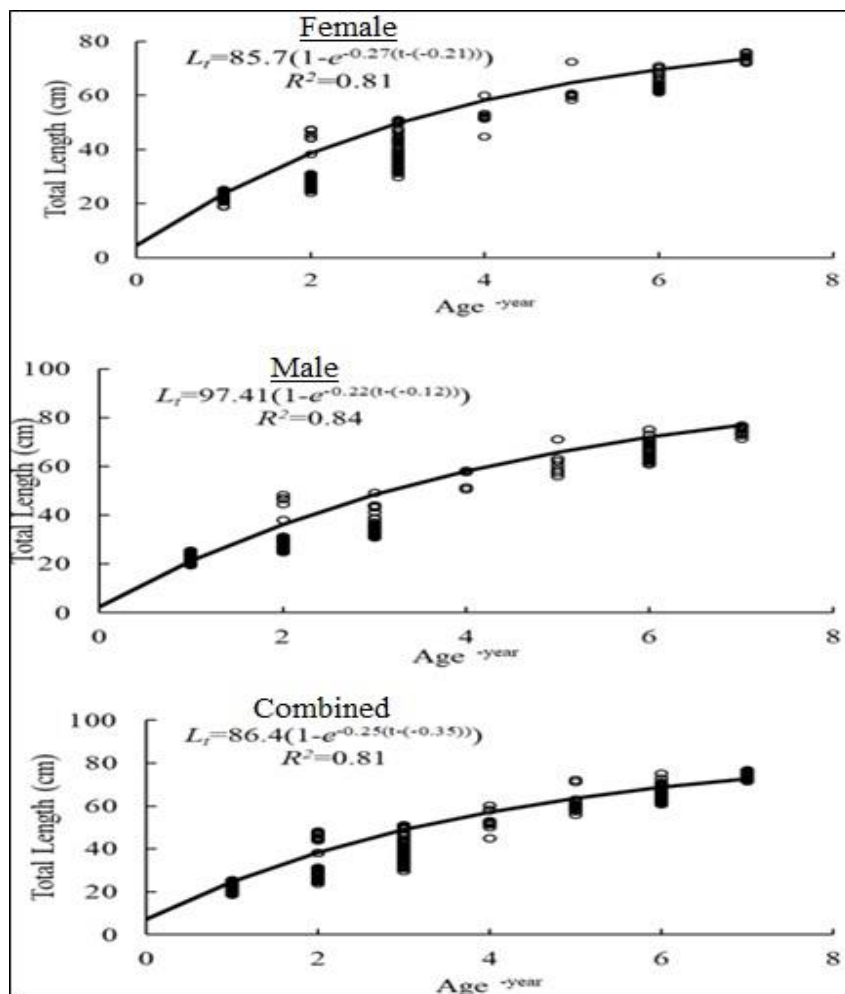 Female
Lt=85.7(1-e-0.27(t-(-0.21)))
R2=0.81
Total Length (cm)
80
60
40
20
0
0 2 4 6 8
Age -year
Male
Lt=97.41(1-e-0.22(t-(-0.12)))
R2=0.84
Total Length (cm)
100
80
60
40
20
0
0 2 4 6 8
Age -year
Combined
Lt=86.4(1-e-0.25(t-(-0.35)))
R2=0.81
Total Length (cm)
100
80
60
40
20
0
0 2 4 6 8
Age -year